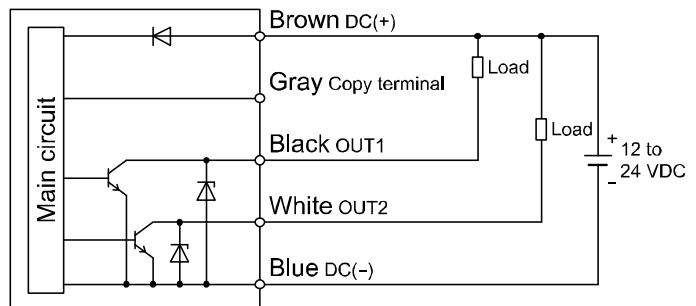 Brown DC(+)
Main circuit
Gray Copy terminal
Load
Black OUT1
Load
+
12 to
24 VDC
-
White OUT2
Blue DC(−)